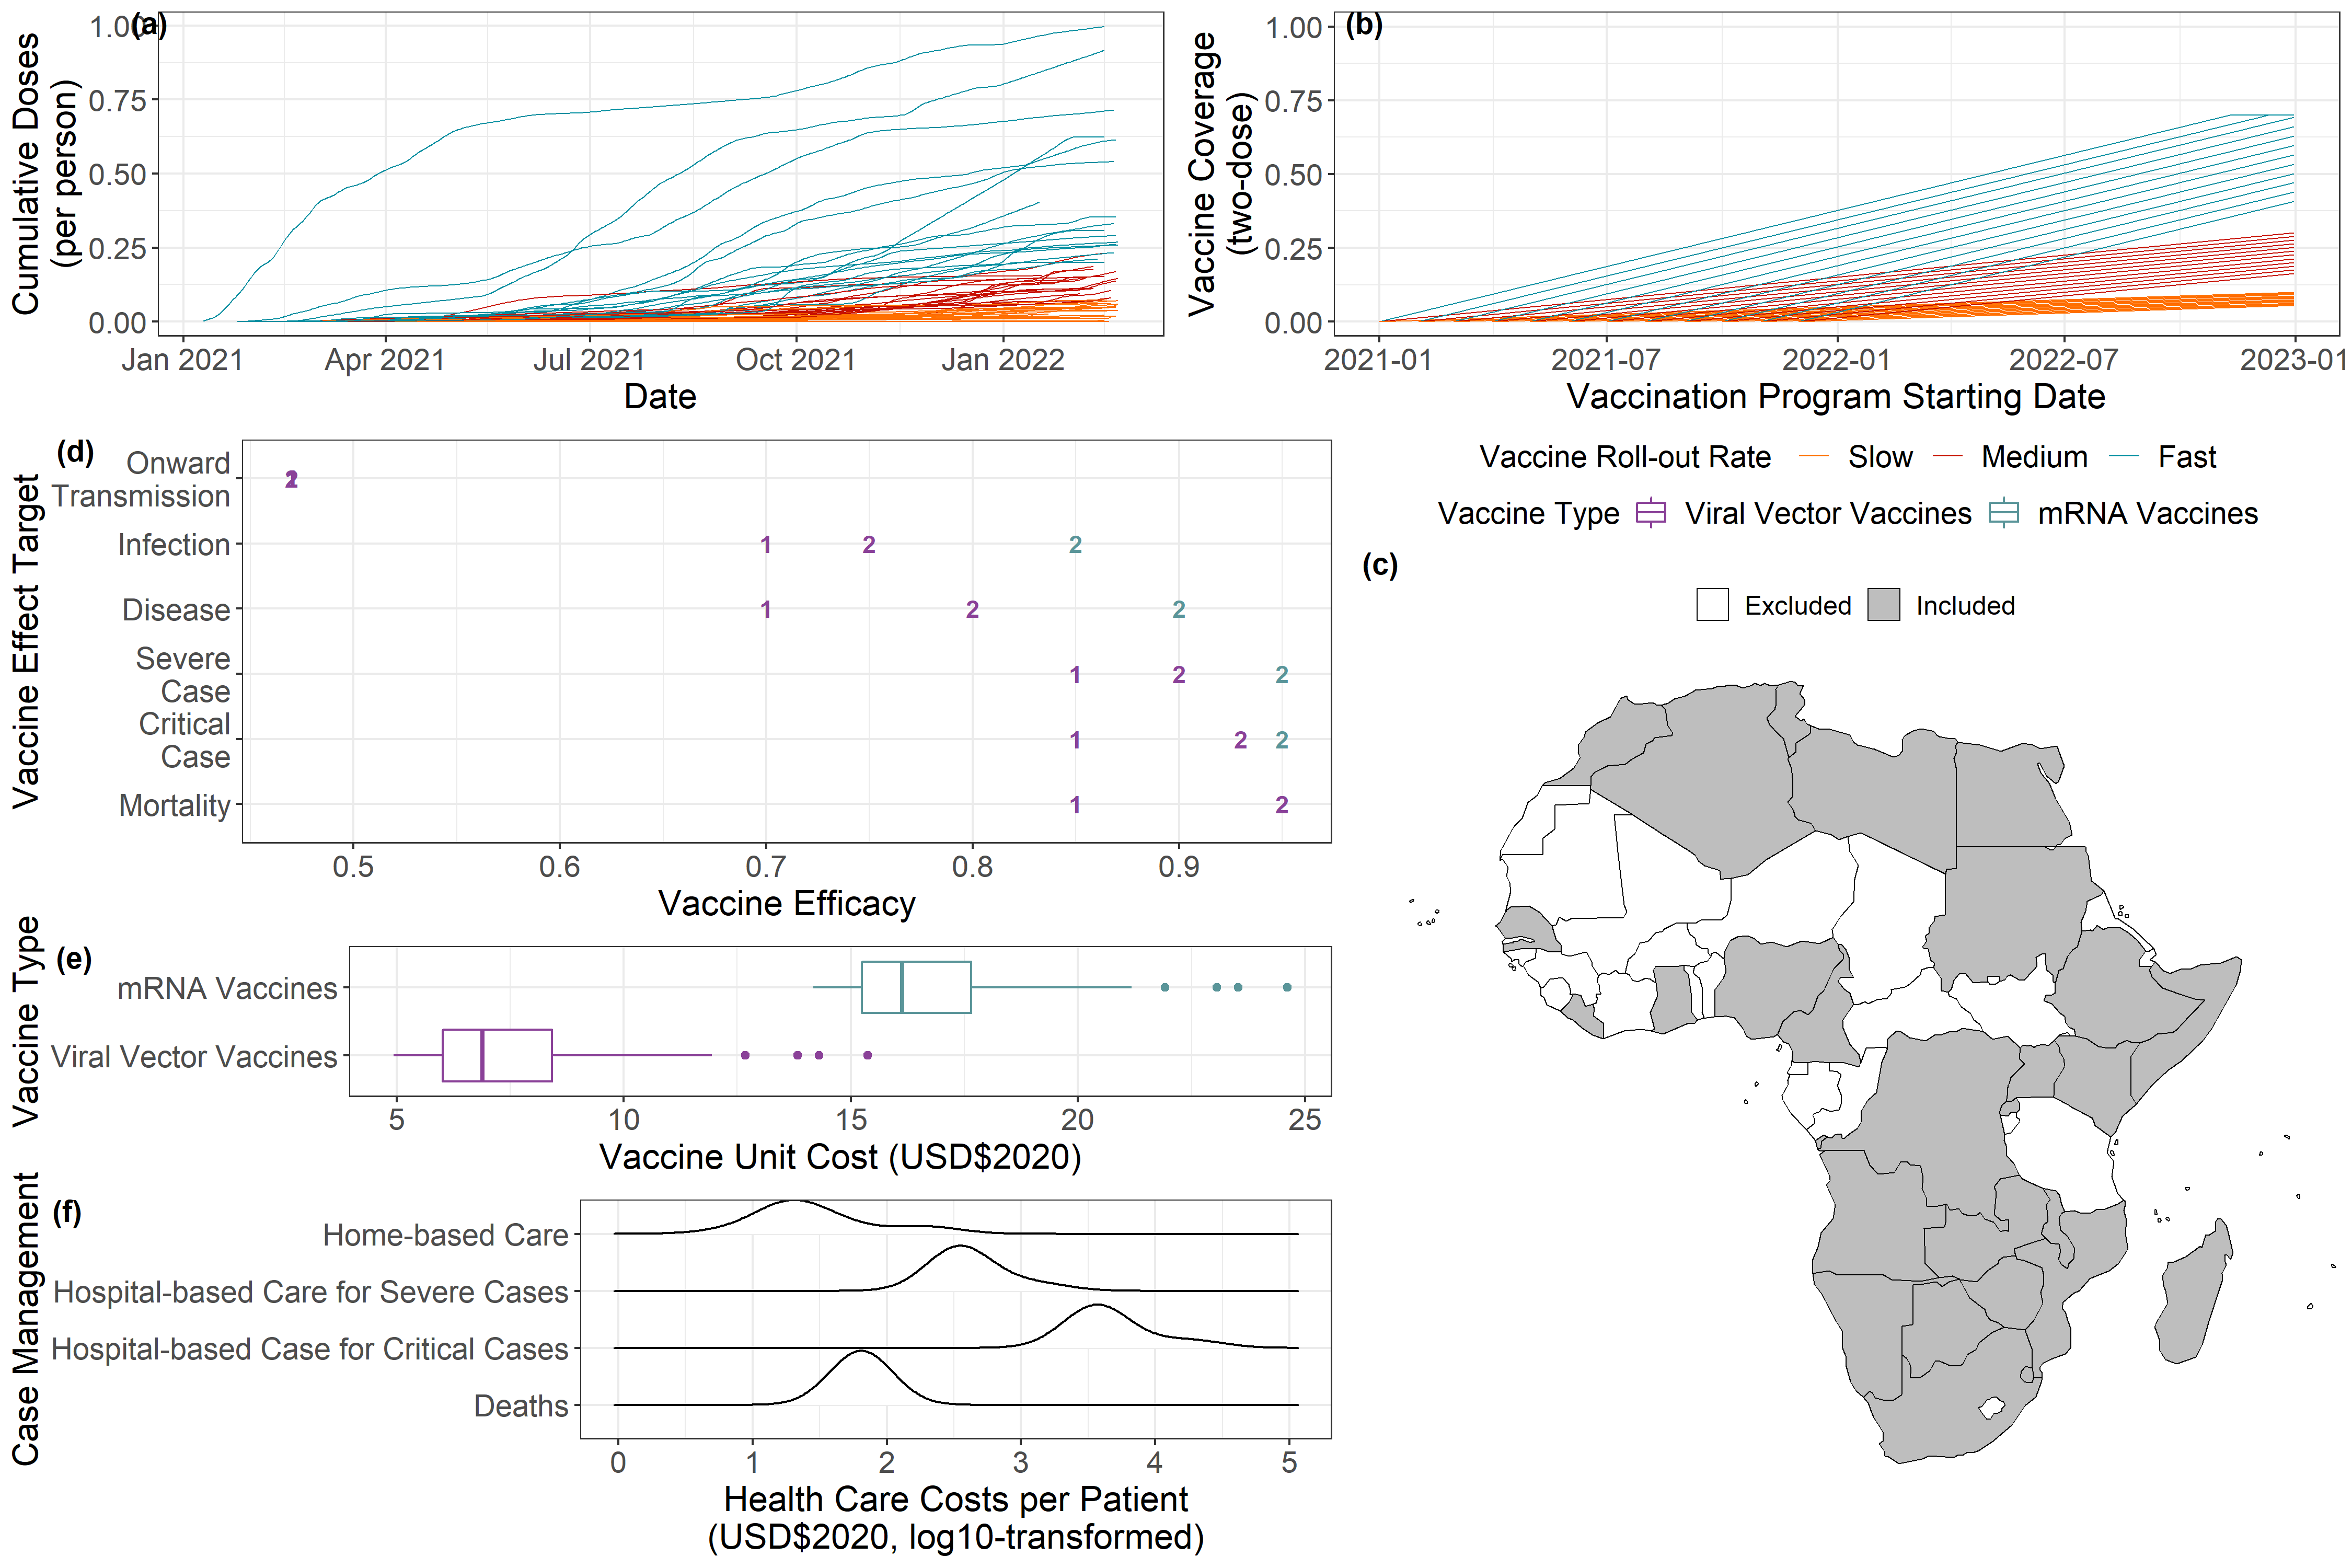 (a)
Cumulative Doses
(per person)
1.00
0.75
0.50
0.25
0.00
Jan 2021
Apr 2021
Jul 2021
Oct 2021
Jan 2022
Date
(b)
Vaccine Coverage
(two-dose)
1.00
0.75
0.50
0.25
0.00
2021-01
2021-07
2022-01
2022-07
2023-01
Vaccination Program Starting Date
Vaccine Roll-out Rate Slow Medium Fast
Vaccine Type Viral Vector Vaccines mRNA Vaccines
(c)
Excluded Included
(d)
Vaccine Effect Target
Onward
Transmission
2
Infection
1 2 2
Disease
1 2 2
Severe
Case
1 2 2
Critical
Case
1 2 2
Mortality
1 2
0.5
0.6
0.7
0.8
0.9
Vaccine Efficacy
(e)
Vaccine Type
mRNA Vaccines
Viral Vector Vaccines
5
10
15
20
25
Vaccine Unit Cost (USD$2020)
(f)
Case Management
Home-based Care
Hospital-based Care for Severe Cases
Hospital-based Case for Critical Cases
Deaths
0
1
2
3
4
5
Health Care Costs per Patient
(USD$2020, log10-transformed)